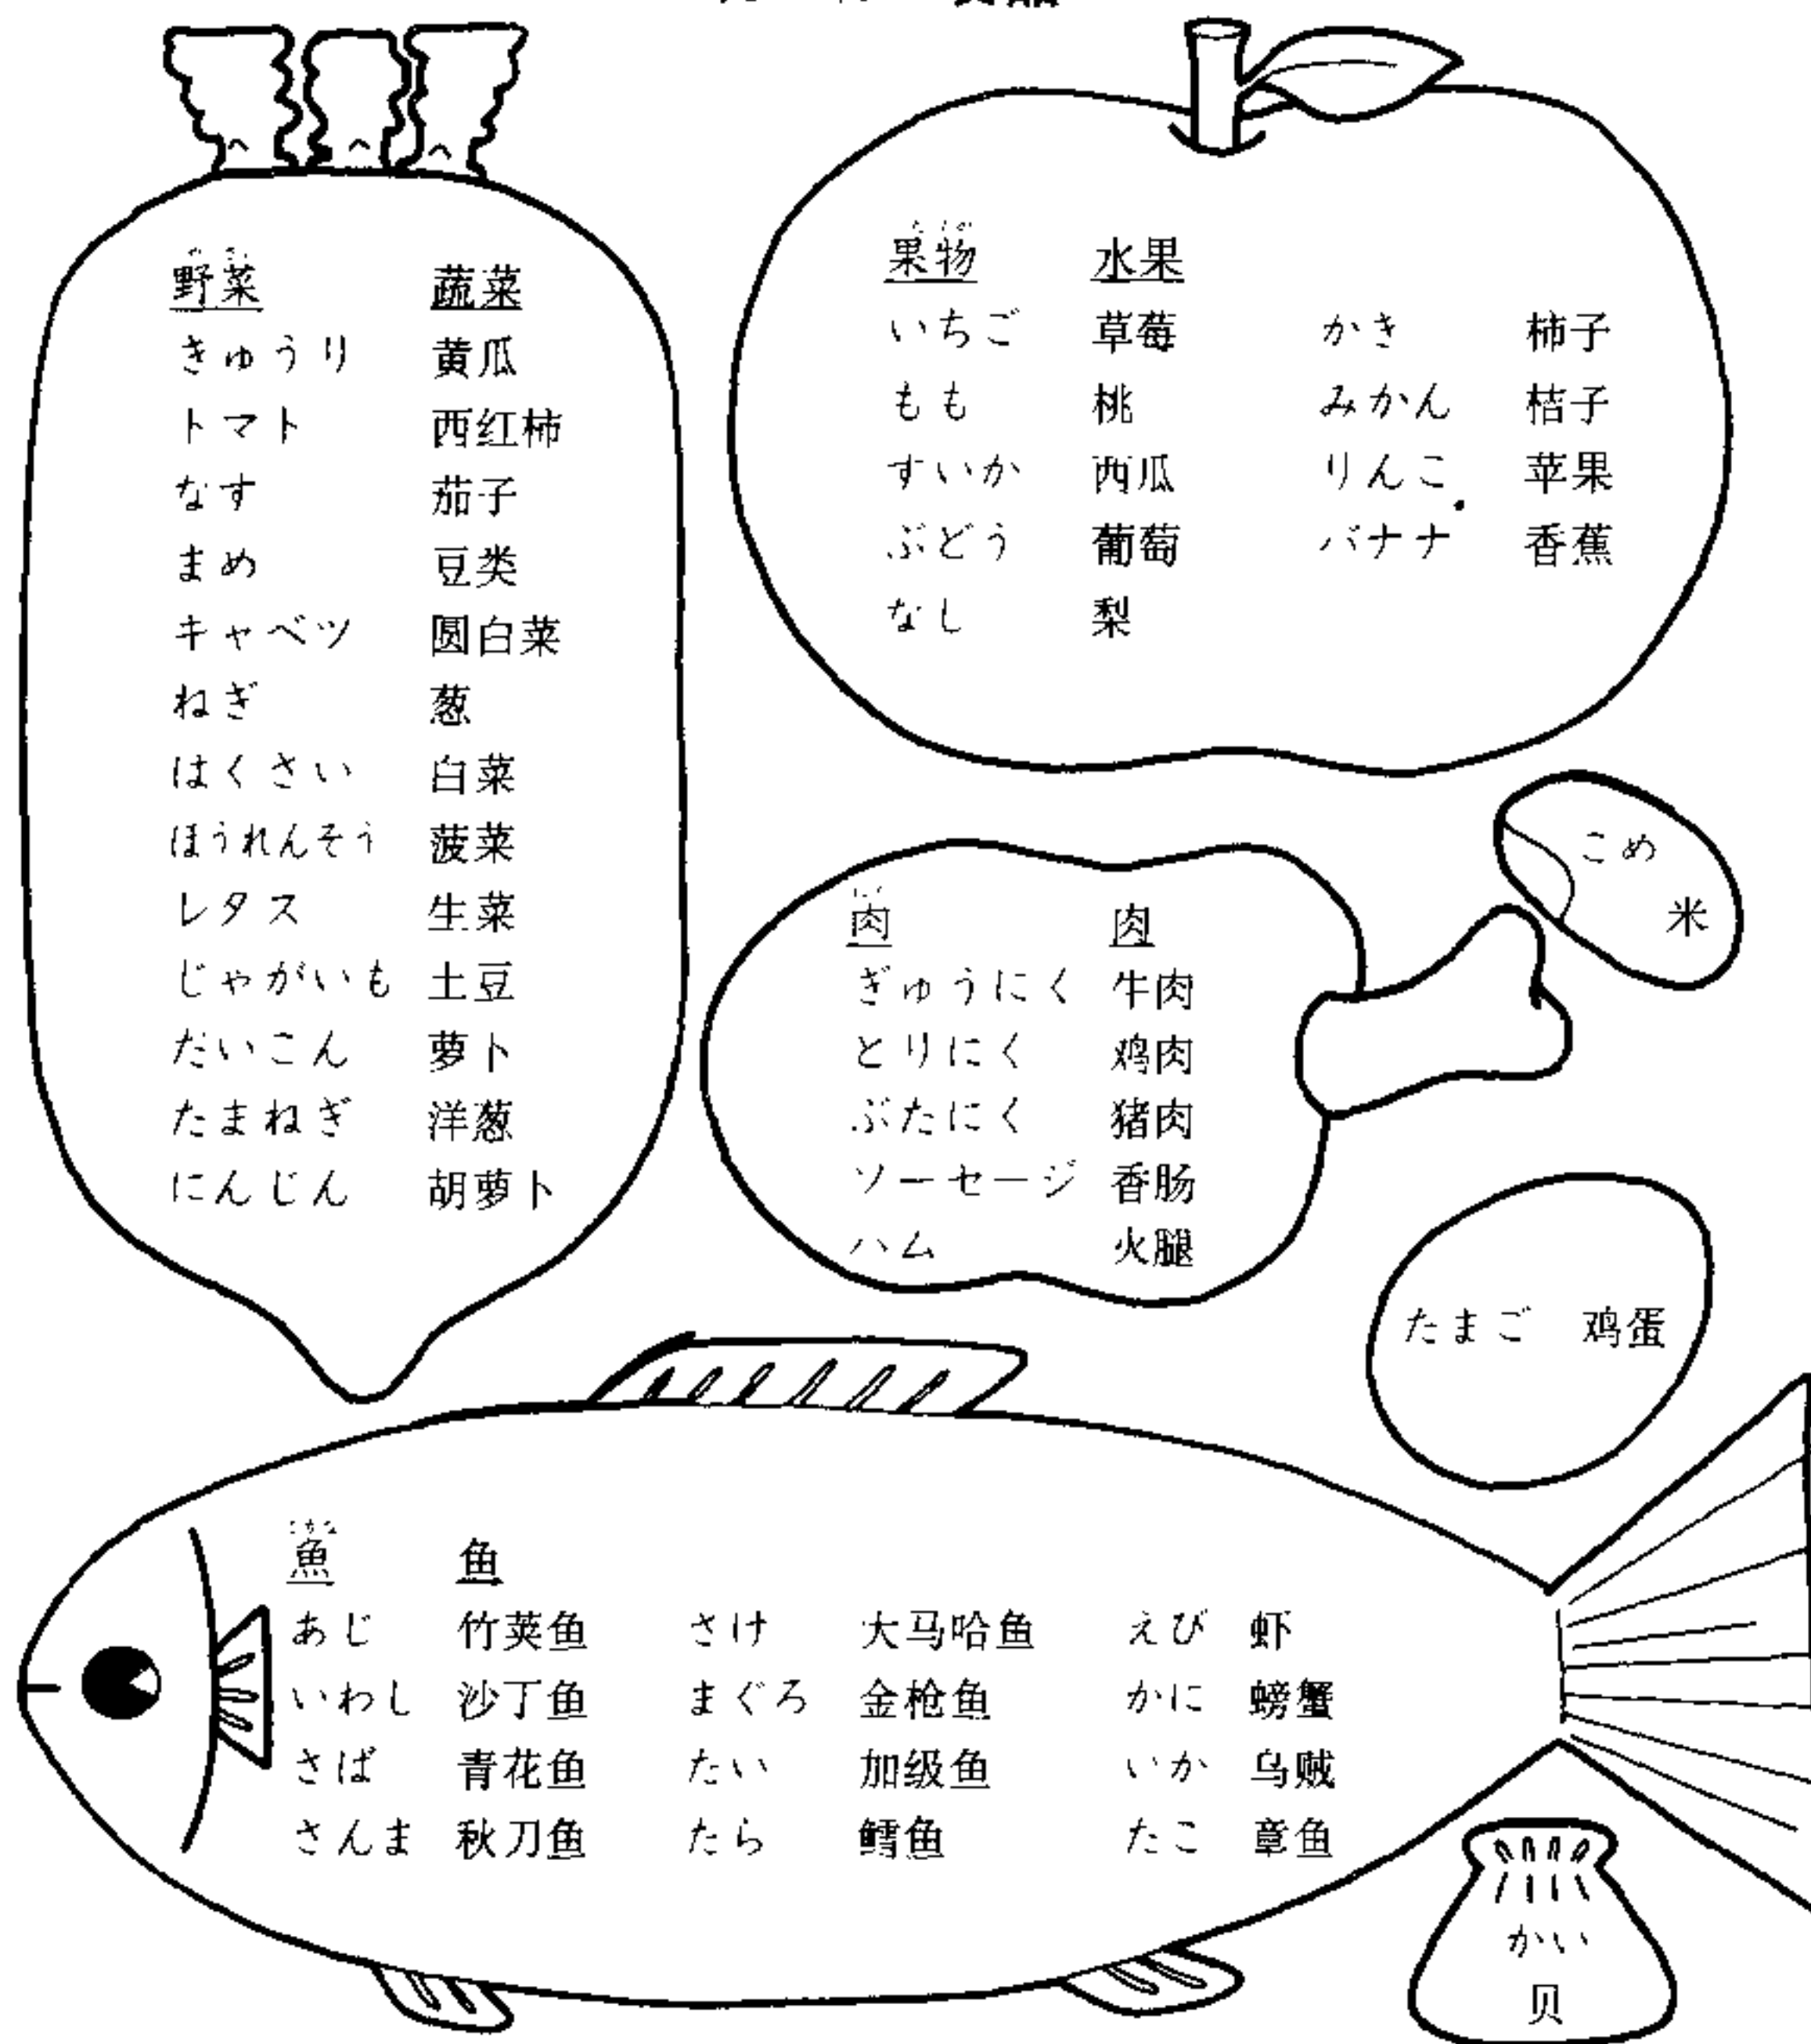 野菜 蔬菜
きゅうり 黄瓜
トマト 西红柿
なす 茄子
まめ 豆类
キャベツ 圆白菜
ねぎ 葱
はくさい 白菜
ほうれんそう 菠菜
レタス 生菜
じゃがいも 土豆
だいこん 萝卜
たまねぎ 洋葱
にんじん 胡萝卜
果物 水果
いちご 草莓 かき 柿子
もも 桃 みかん 桔子
すいか 西瓜 りんご 苹果
ぶどう 葡萄 バナナ 香蕉
なし 梨
こめ
米
肉 肉
ぎゅうにく 牛肉
とりにく 鸡肉
ぶたにく 猪肉
ソーセージ 香肠
ハム 火腿
たまご 鸡蛋
魚 鱼
あじ 竹荚鱼 さけ 大马哈鱼 えび 虾
いわし 沙丁鱼 まぐろ 金枪鱼 かに 螃蟹
さば 青花鱼 たい 加级鱼 いか 乌贼
さんま 秋刀鱼 たら 鳕鱼 たこ 章鱼
かい
贝